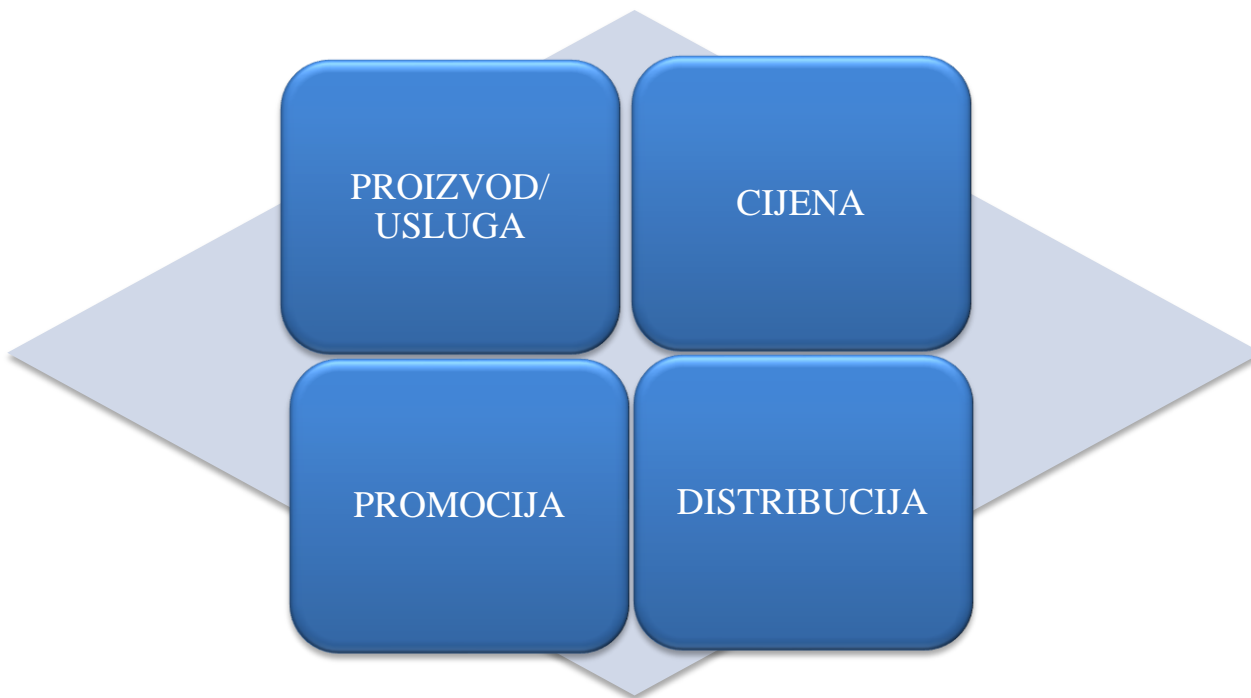 PROIZVOD/
USLUGA
CIJENA
PROMOCIJA
DISTRIBUCIJA